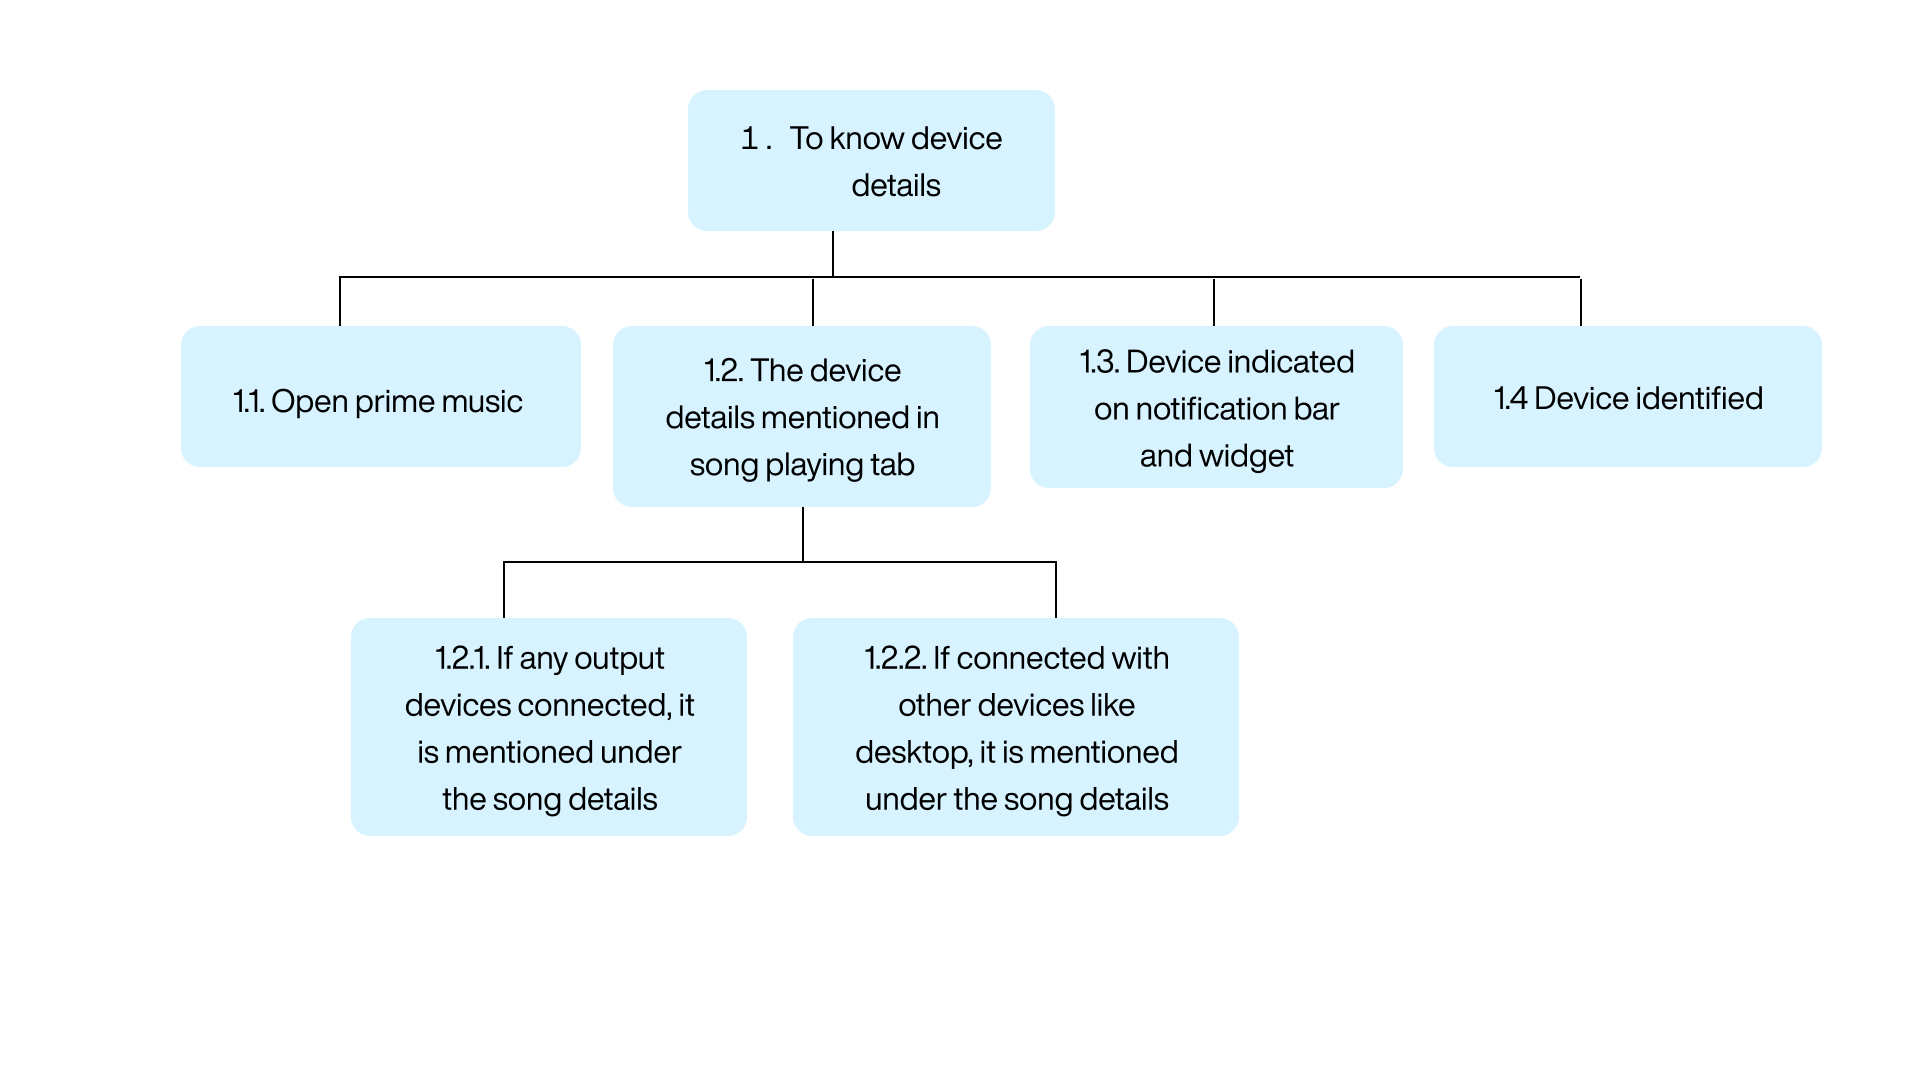 1. To know device
details
1.1. Open prime music
1.2. The device
details mentioned in
song playing tab
1.3. Device indicated
on notification bar
and widget
1.4 Device identified
1.2.1. If any output
devices connected, it
is mentioned under
the song details
1.2.2. If connected with
other devices like
desktop, it is mentioned
under the song details